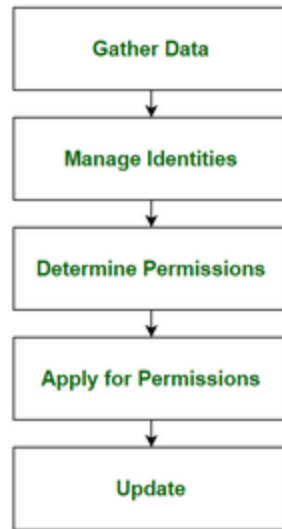 Gather Data
Manage Identities
Determine Permissions
Apply for Permissions
Update